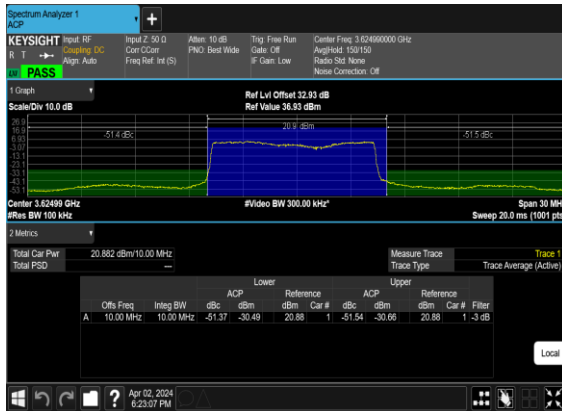 Spectrum Analyzer 1
ACP
+
KEYSIGHT Input: RF Input Z: 50 Ω Atten: 10 dB Trig: Free Run Center Freq: 3.624990000 GHz
R T Coupling: DC Corr CCorr PNO: Best Wide Gate: Off Avg|Hold: 150/150
Align: Auto Freq Ref: Int (S) IF Gain: Low Radio Std: None
PASS Noise Correction: Off
1 Graph
Ref Lvl Offset 32.93 dB
Scale/Div 10.0 dB Ref Value 36.93 dBm
26.9
16.9 20.9 dBm
6.93 -51.4 dBc -51.5 dBc
-3.07
-13.1
-23.1
-33.1
-43.1
-53.1
Center 3.62499 GHz #Video BW 300.00 kHz* Span 30 MH
#Res BW 100 kHz Sweep 20.0 ms (1001 pts
2 Metrics
Total Car Pwr 20.882 dBm/10.00 MHz Measure Trace Trace 1
Total PSD --- Trace Type Trace Average (Active)
Lower Upper
ACP Reference ACP Reference
Offs Freq Integ BW dBc dBm dBm Car # dBc dBm dBm Car # Filter
A 10.00 MHz 10.00 MHz -51.37 -30.49 20.88 1 -51.54 -30.66 20.88 1 -3 dB
Local
? Apr 02, 2024
6:23:07 PM